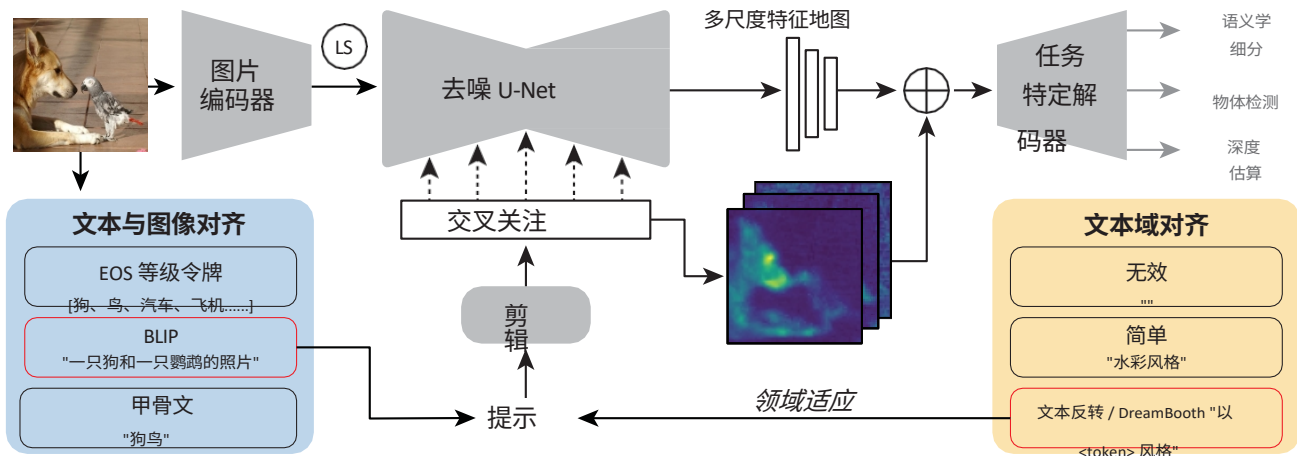 图片
编码器
LS
去噪 U-Net
多尺度特征地图
任务
特定解
码器
语义学
细分
物体检测
深度
估算
文本与图像对齐
EOS 等级令牌
[狗、鸟、汽车、飞机......]
BLIP
"一只狗和一只鹦鹉的照片"
甲骨文
"狗鸟"
交叉关注
剪
辑
提示
领域适应
文本域对齐
无效
""
简单
"水彩风格"
文本反转 / DreamBooth "以
<token> 风格"